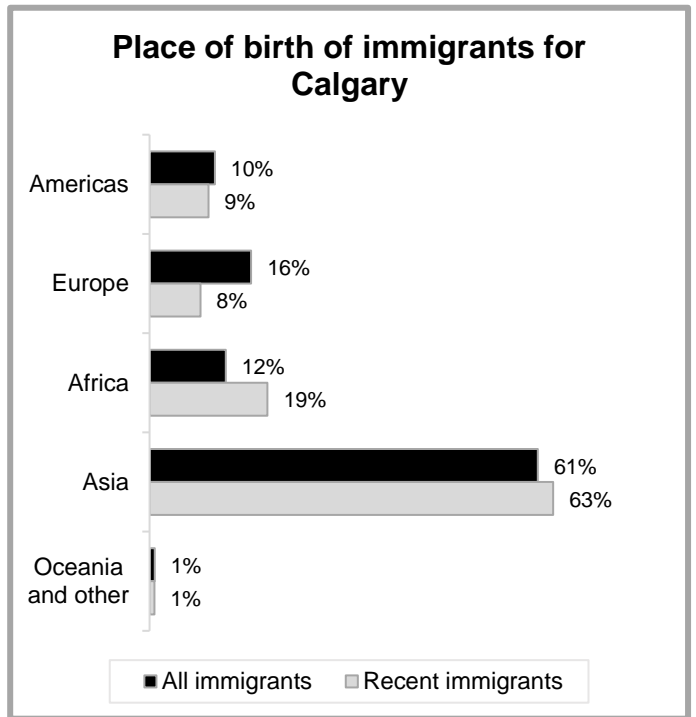 Place of birth of immigrants for
Calgary
Americas
10%
9%
Europe
16%
8%
Africa
12%
19%
Asia
61%
63%
Oceania
and other
1%
1%
All immigrants
Recent immigrants